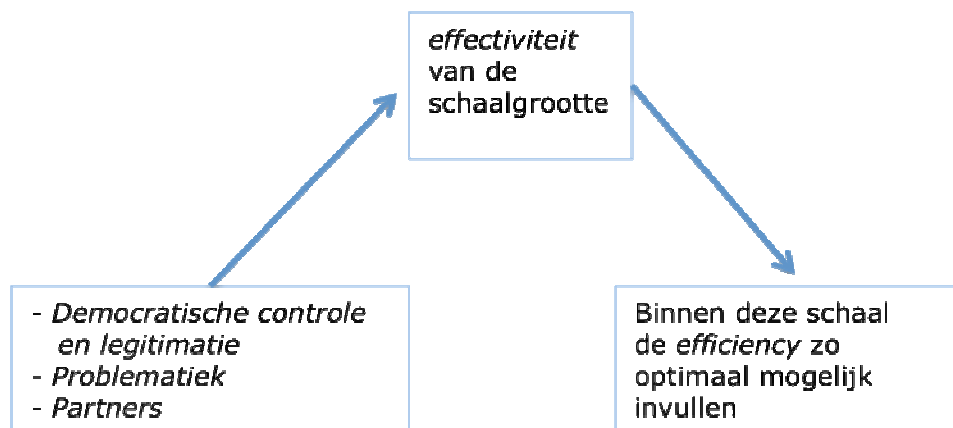 effectiviteit
van de
schaalgrootte
- Democratische controle
en legitimatie
- Problematiek
- Partners
Binnen deze schaal
de efficiency zo
optimaal mogelijk
invullen